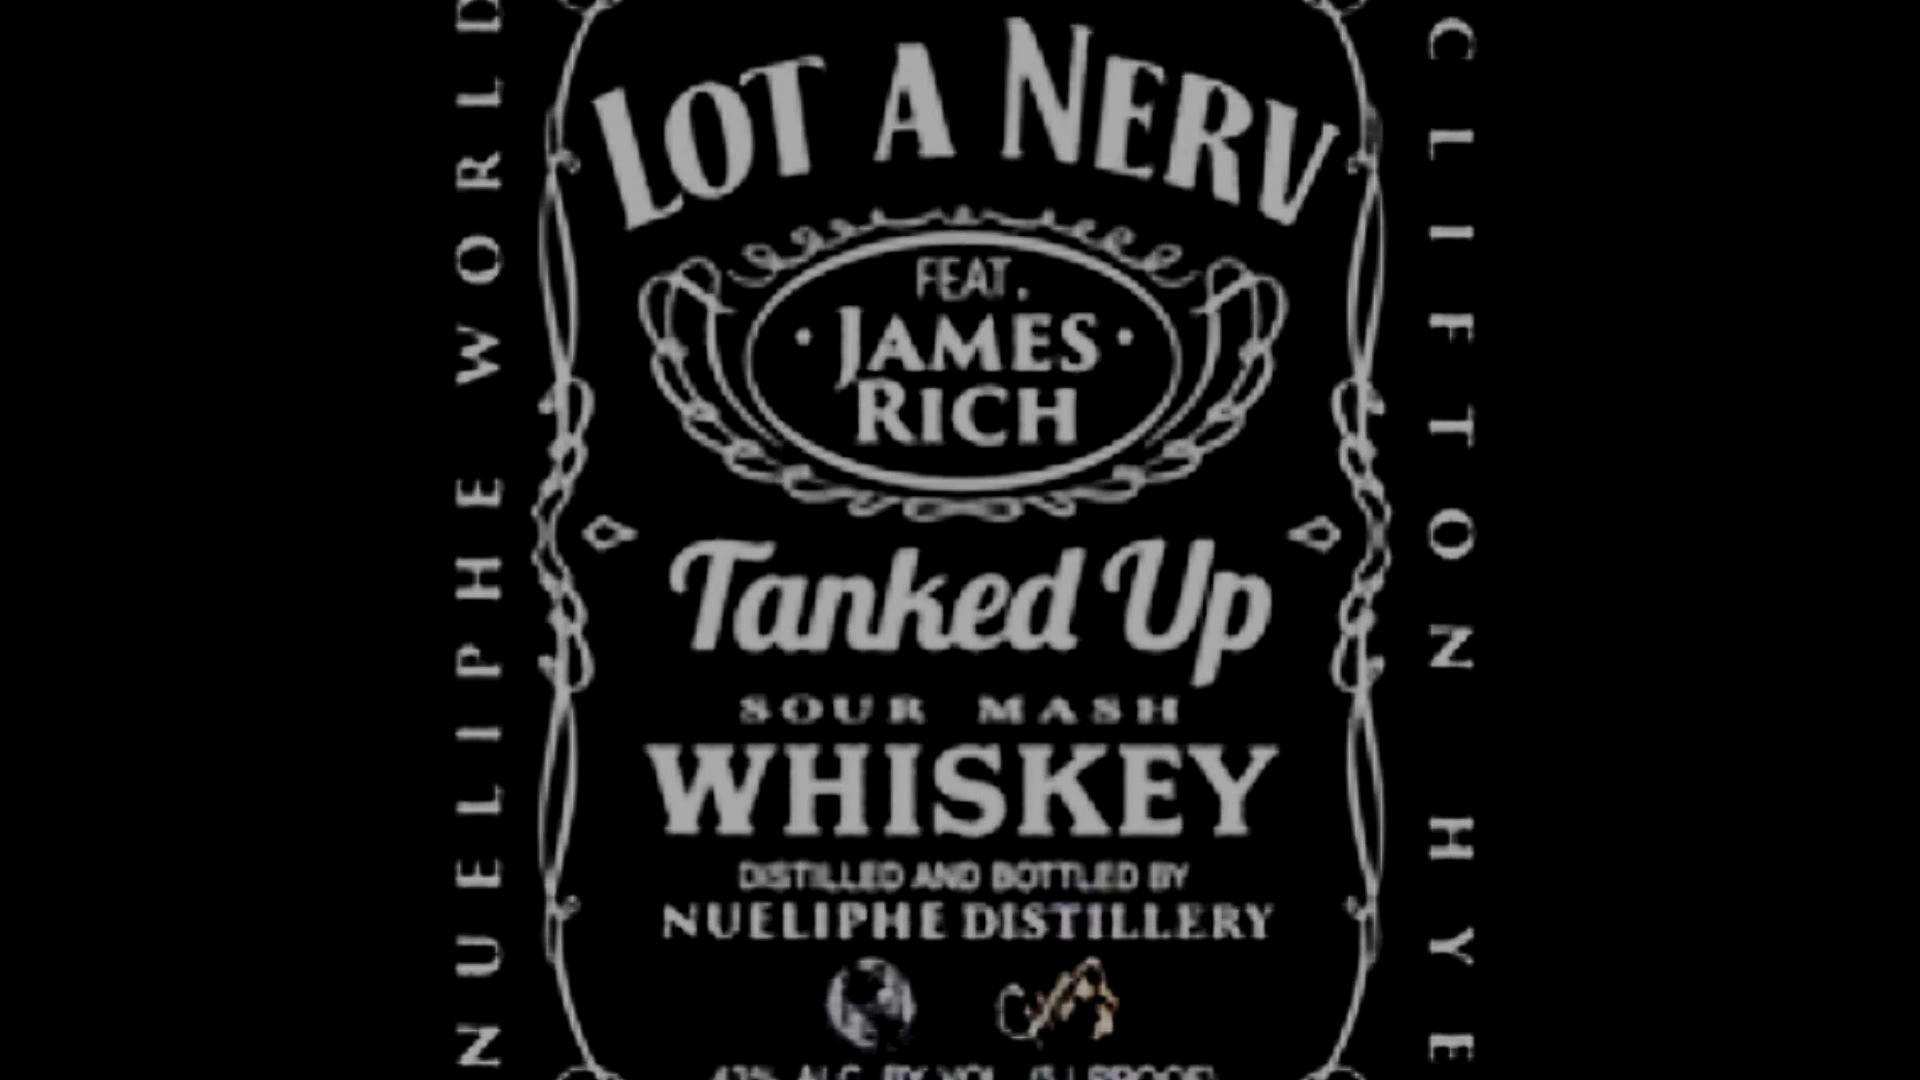 LOT A NERV
FEAT.
JAMES
RICH
Tanked Up
SOUR MASH
WHISKEY
DISTILLED AND BOTTLED BY
NUELIPHE DISTILLERY
NUELIPHE WORLD
CLIFTON HYE